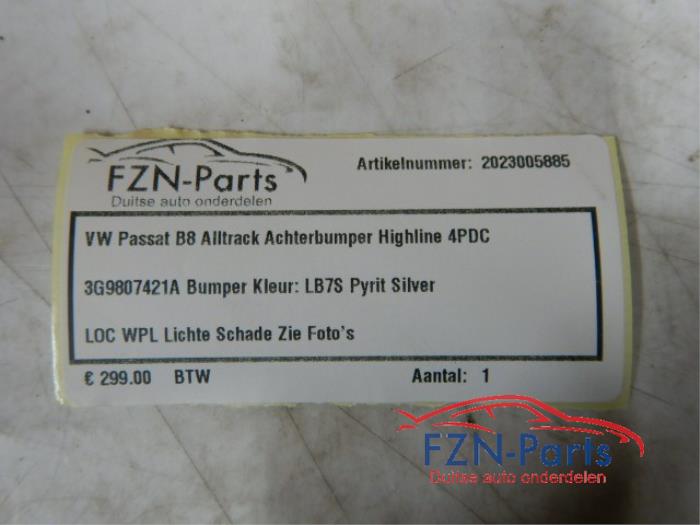 FZN-Parts
Duitse auto onderdelen
Artikelnummer: 2023005885
VW Passat B8 Alltrack Achterbumper Highline 4PDC
3G9807421A Bumper Kleur: LB7S Pyrit Silver
LOC WPL Lichte Schade Zie Foto's
€ 299.00 BTW Aantal: 1
FZN-Parts
Duitse auto onderdelen